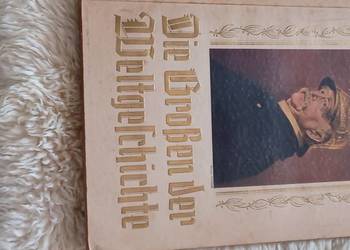 Die Großen der
Weltgeschichte